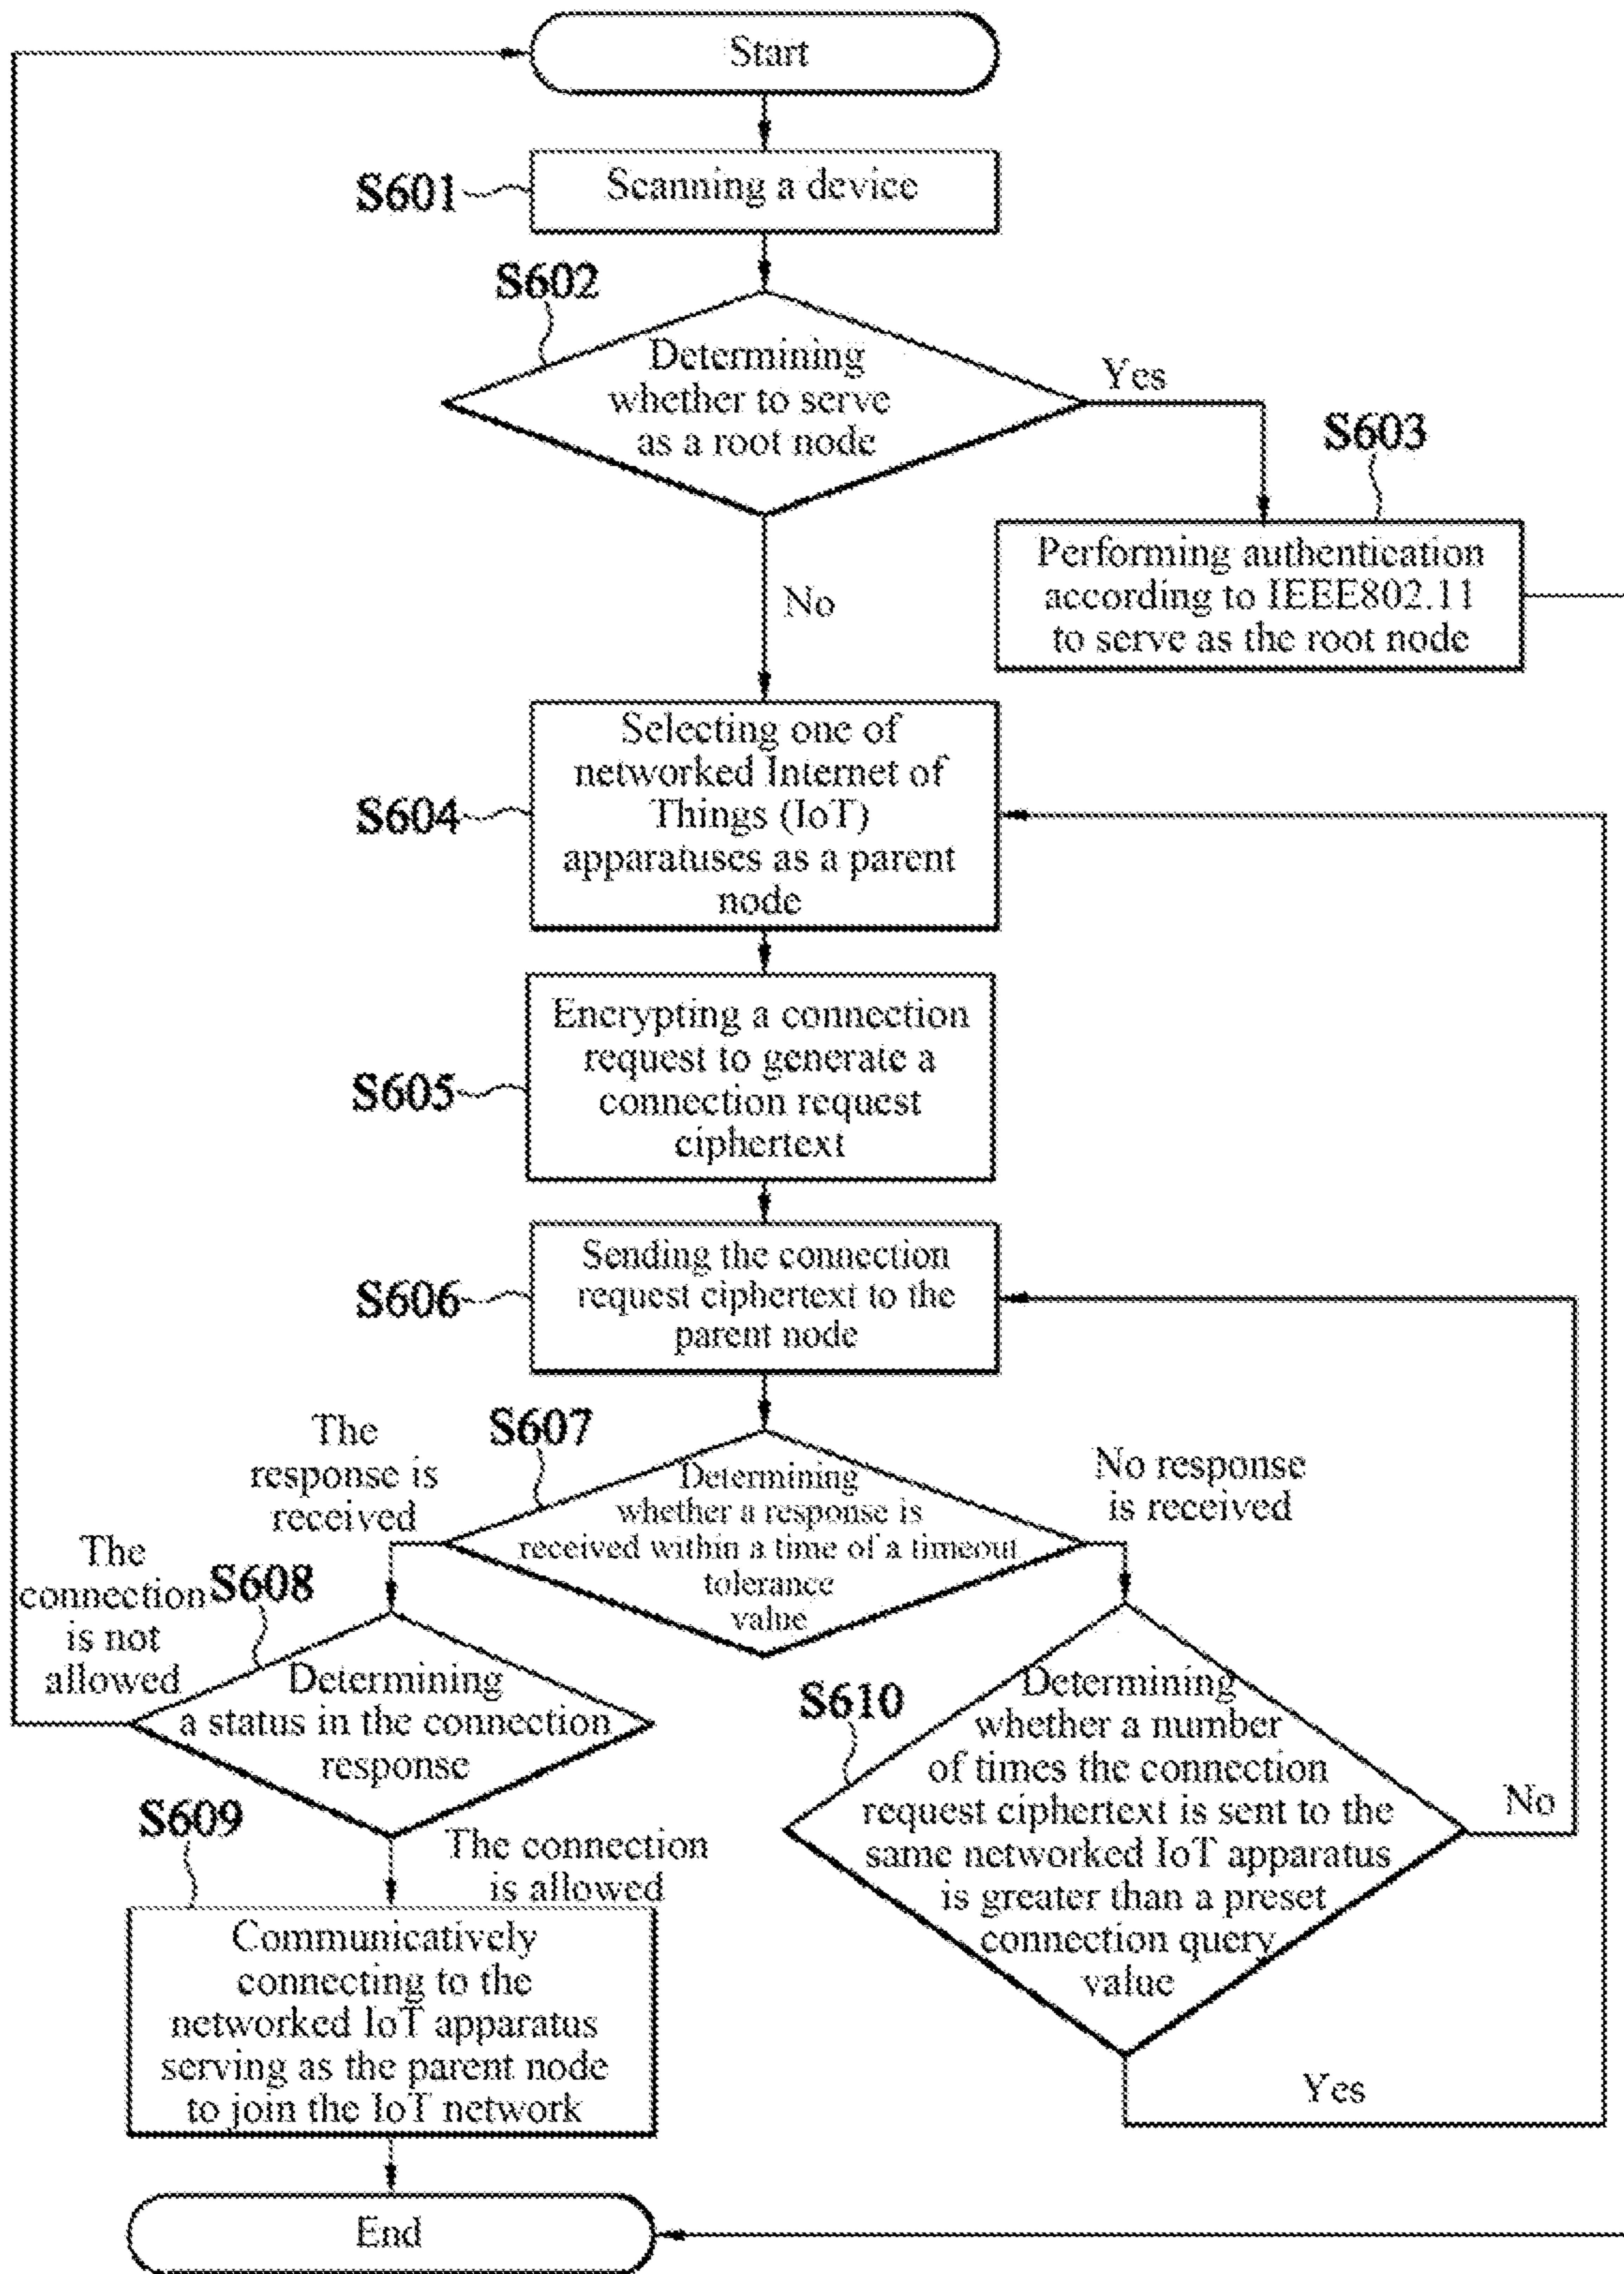 Start
S601
Scanning a device
S602
Determining
whether to serve
as a root node
Yes
S603
Performing authentication
according to IEEE802.11
to serve as the root node
No
Selecting one of
networked Internet of
Things (IoT)
apparatuses as a parent
node
S604
Encrypting a connection
request to generate a
connection request
ciphertext
S605
Sending the connection
request ciphertext to the
parent node
S606
S607
Determining
whether a response is
received within a time of a timeout
tolerance
value
The
response is
received
No response
is received
The
connection
is not
allowed
S608
Determining
a status in the connection
response
S610
Determining
whether a number
of times the connection
request ciphertext is sent to the
same networked IoT apparatus
is greater than a preset
connection query
value
No
Yes
S609
The connection
is allowed
Communicatively
connecting to the
networked IoT apparatus
serving as the parent node
to join the IoT network
End